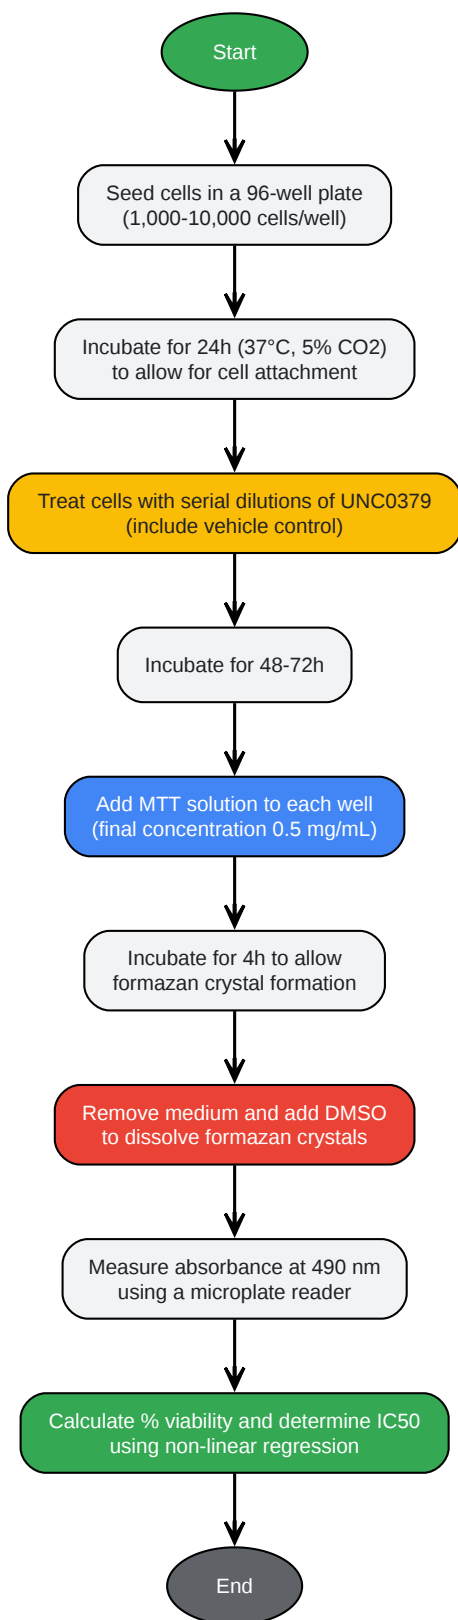 Start
Seed cells in a 96-well plate
(1,000-10,000 cells/well)
Incubate for 24h (37°C, 5% CO2)
to allow for cell attachment
Treat cells with serial dilutions of UNC0379
(include vehicle control)
Incubate for 48-72h
Add MTT solution to each well
(final concentration 0.5 mg/mL)
Incubate for 4h to allow
formazan crystal formation
Remove medium and add DMSO
to dissolve formazan crystals
Measure absorbance at 490 nm
using a microplate reader
Calculate % viability and determine IC50
using non-linear regression
End